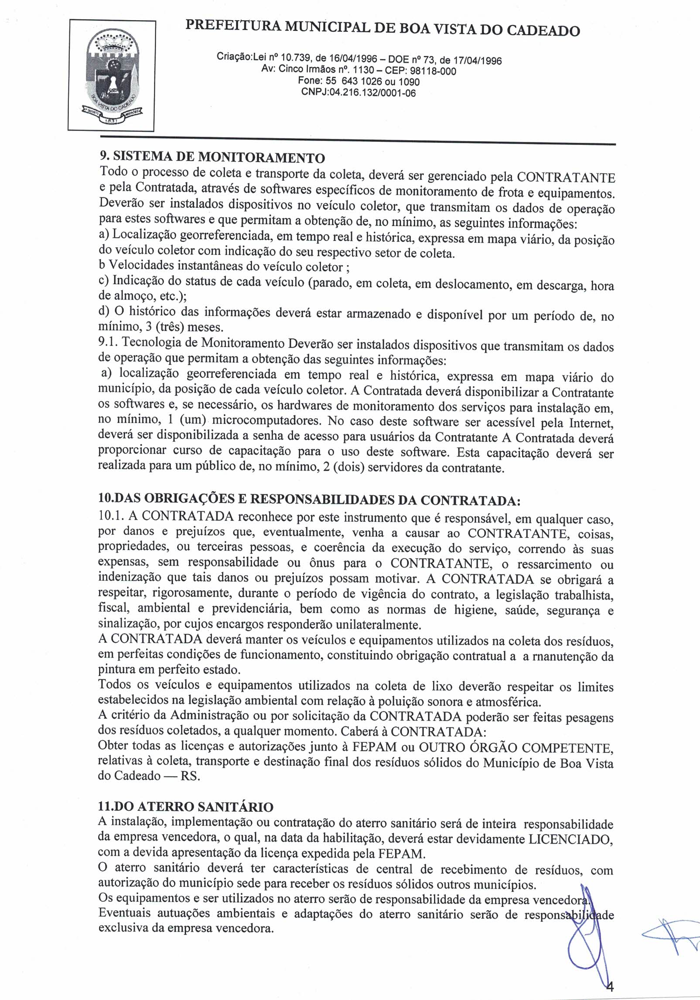 PREFEITURA MUNICIPAL DE BOA VISTA DO CADEADO
Criação:Lei nº 10.739, de 16/04/1996 – DOE nº 73, de 17/04/1996
Av: Cinco Irmãos nº. 1130 – CEP: 98118-000
Fone: 55 643 1026 ou 1090
CNPJ:04.216.132/0001-06
BOA VISTA DO CADEADO
1831
9. SISTEMA DE MONITORAMENTO
Todo o processo de coleta e transporte da coleta, deverá ser gerenciado pela CONTRATANTE
e pela Contratada, através de softwares específicos de monitoramento de frota e equipamentos.
Deverão ser instalados dispositivos no veículo coletor, que transmitam os dados de operação
para estes softwares e que permitam a obtenção de, no mínimo, as seguintes informações:
a) Localização georreferenciada, em tempo real e histórica, expressa em mapa viário, da posição
do veículo coletor com indicação do seu respectivo setor de coleta.
b Velocidades instantâneas do veículo coletor ;
c) Indicação do status de cada veículo (parado, em coleta, em deslocamento, em descarga, hora
de almoço, etc.);
d) O histórico das informações deverá estar armazenado e disponível por um período de, no
mínimo, 3 (três) meses.
9.1. Tecnologia de Monitoramento Deverão ser instalados dispositivos que transmitam os dados
de operação que permitam a obtenção das seguintes informações:
a) localização georreferenciada em tempo real e histórica, expressa em mapa viário do
município, da posição de cada veículo coletor. A Contratada deverá disponibilizar a Contratante
os softwares e, se necessário, os hardwares de monitoramento dos serviços para instalação em,
no mínimo, 1 (um) microcomputadores. No caso deste software ser acessível pela Internet,
deverá ser disponibilizada a senha de acesso para usuários da Contratante A Contratada deverá
proporcionar curso de capacitação para o uso deste software. Esta capacitação deverá ser
realizada para um público de, no mínimo, 2 (dois) servidores da contratante.
10.DAS OBRIGAÇÕES E RESPONSABILIDADES DA CONTRATADA:
10.1. A CONTRATADA reconhece por este instrumento que é responsável, em qualquer caso,
por danos e prejuízos que, eventualmente, venha a causar ao CONTRATANTE, coisas,
propriedades, ou terceiras pessoas, e coerência da execução do serviço, correndo às suas
expensas, sem responsabilidade ou ônus para o CONTRATANTE, o ressarcimento ou
indenização que tais danos ou prejuízos possam motivar. A CONTRATADA se obrigará a
respeitar, rigorosamente, durante o período de vigência do contrato, a legislação trabalhista,
fiscal, ambiental e previdenciária, bem como as normas de higiene, saúde, segurança e
sinalização, por cujos encargos responderão unilateralmente.
A CONTRATADA deverá manter os veículos e equipamentos utilizados na coleta dos resíduos,
em perfeitas condições de funcionamento, constituindo obrigação contratual a a rnanutenção da
pintura em perfeito estado.
Todos os veículos e equipamentos utilizados na coleta de lixo deverão respeitar os limites
estabelecidos na legislação ambiental com relação à poluição sonora e atmosférica.
A critério da Administração ou por solicitação da CONTRATADA poderão ser feitas pesagens
dos resíduos coletados, a qualquer momento. Caberá à CONTRATADA:
Obter todas as licenças e autorizações junto à FEPAM ou OUTRO ÓRGÃO COMPETENTE,
relativas à coleta, transporte e destinação final dos resíduos sólidos do Município de Boa Vista
do Cadeado — RS.
11.DO ATERRO SANITÁRIO
A instalação, implementação ou contratação do aterro sanitário será de inteira responsabilidade
da empresa vencedora, o qual, na data da habilitação, deverá estar devidamente LICENCIADO,
com a devida apresentação da licença expedida pela FEPAM.
O aterro sanitário deverá ter características de central de recebimento de resíduos, com
autorização do município sede para receber os resíduos sólidos outros municípios.
Os equipamentos e ser utilizados no aterro serão de responsabilidade da empresa vencedora.
Eventuais autuações ambientais e adaptações do aterro sanitário serão de responsabilidade
exclusiva da empresa vencedora.
4